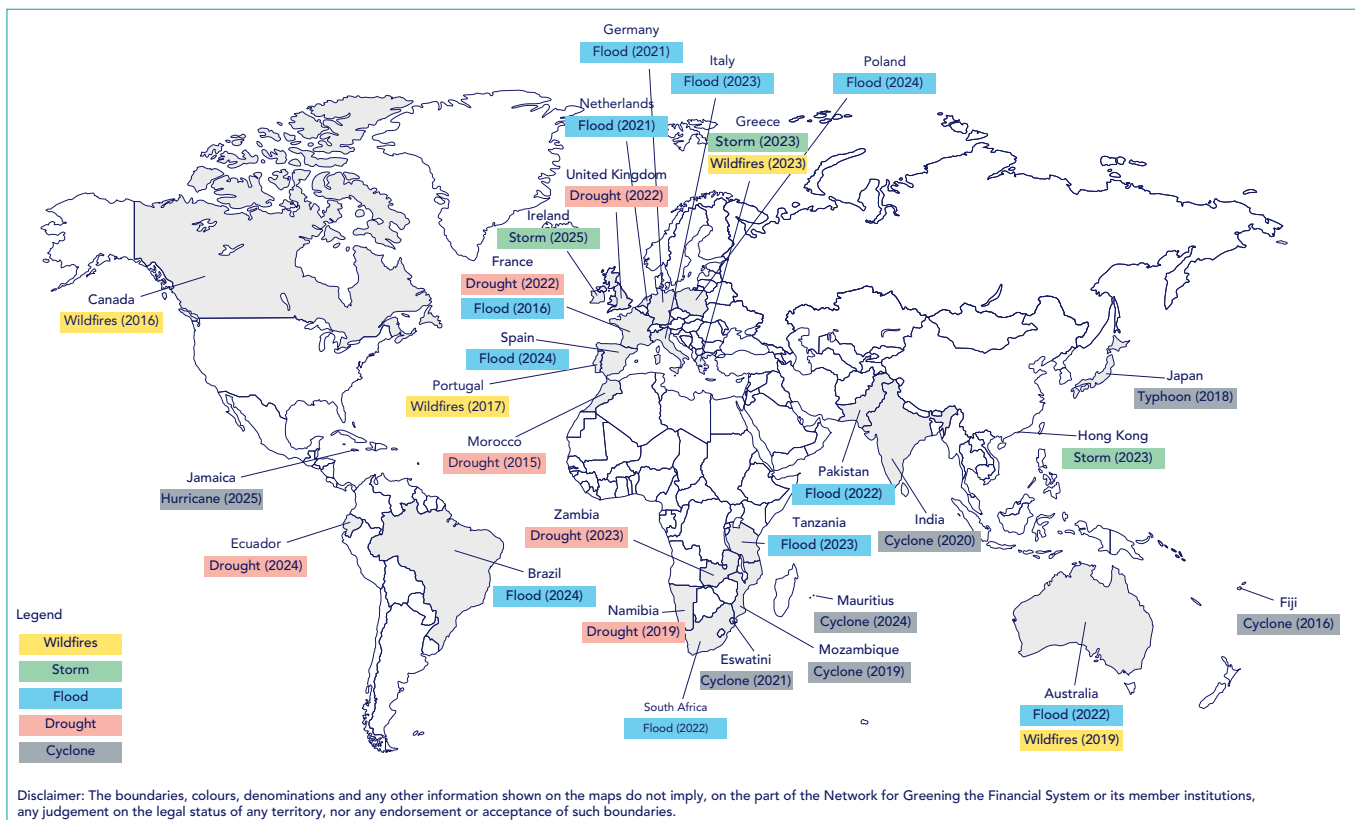 Germany
Flood (2021)
Italy
Flood (2023)
Poland
Flood (2024)
Netherlands
Flood (2021)
Greece
Storm (2023)
Wildfires (2023)
United Kingdom
Drought (2022)
Ireland
Storm (2025)
France
Drought (2022)
Flood (2016)
Canada
Wildfires (2016)
Spain
Flood (2024)
Portugal
Wildfires (2017)
Japan
Typhoon (2018)
Morocco
Drought (2015)
Hong Kong
Storm (2023)
Jamaica
Hurricane (2025)
Pakistan
Flood (2022)
Zambia
Drought (2023)
Tanzania
Flood (2023)
India
Cyclone (2020)
Ecuador
Drought (2024)
Brazil
Flood (2024)
Namibia
Drought (2019)
Mauritius
Cyclone (2024)
Fiji
Cyclone (2016)
Mozambique
Cyclone (2019)
Eswatini
Cyclone (2021)
South Africa
Flood (2022)
Australia
Flood (2022)
Wildfires (2019)
Legend
Wildfires
Storm
Flood
Drought
Cyclone
Disclaimer: The boundaries, colours, denominations and any other information shown on the maps do not imply, on the part of the Network for Greening the Financial System or its member institutions,
any judgement on the legal status of any territory, nor any endorsement or acceptance of such boundaries.